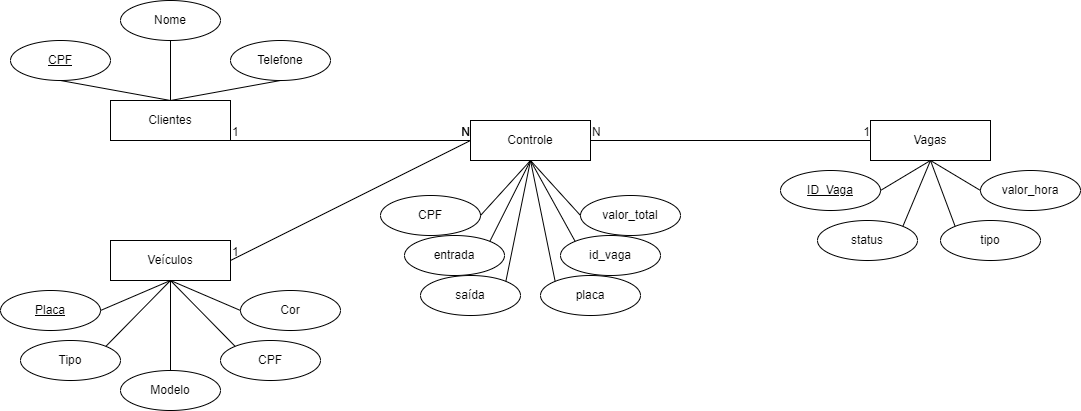 Nome
CPF
Telefone
Clientes
1
N
Controle
N
1
Vagas
ID_Vaga
valor_hora
status
tipo
CPF
valor_total
entrada
id_vaga
saída
placa
1
Veículos
Placa
Cor
Tipo
CPF
Modelo